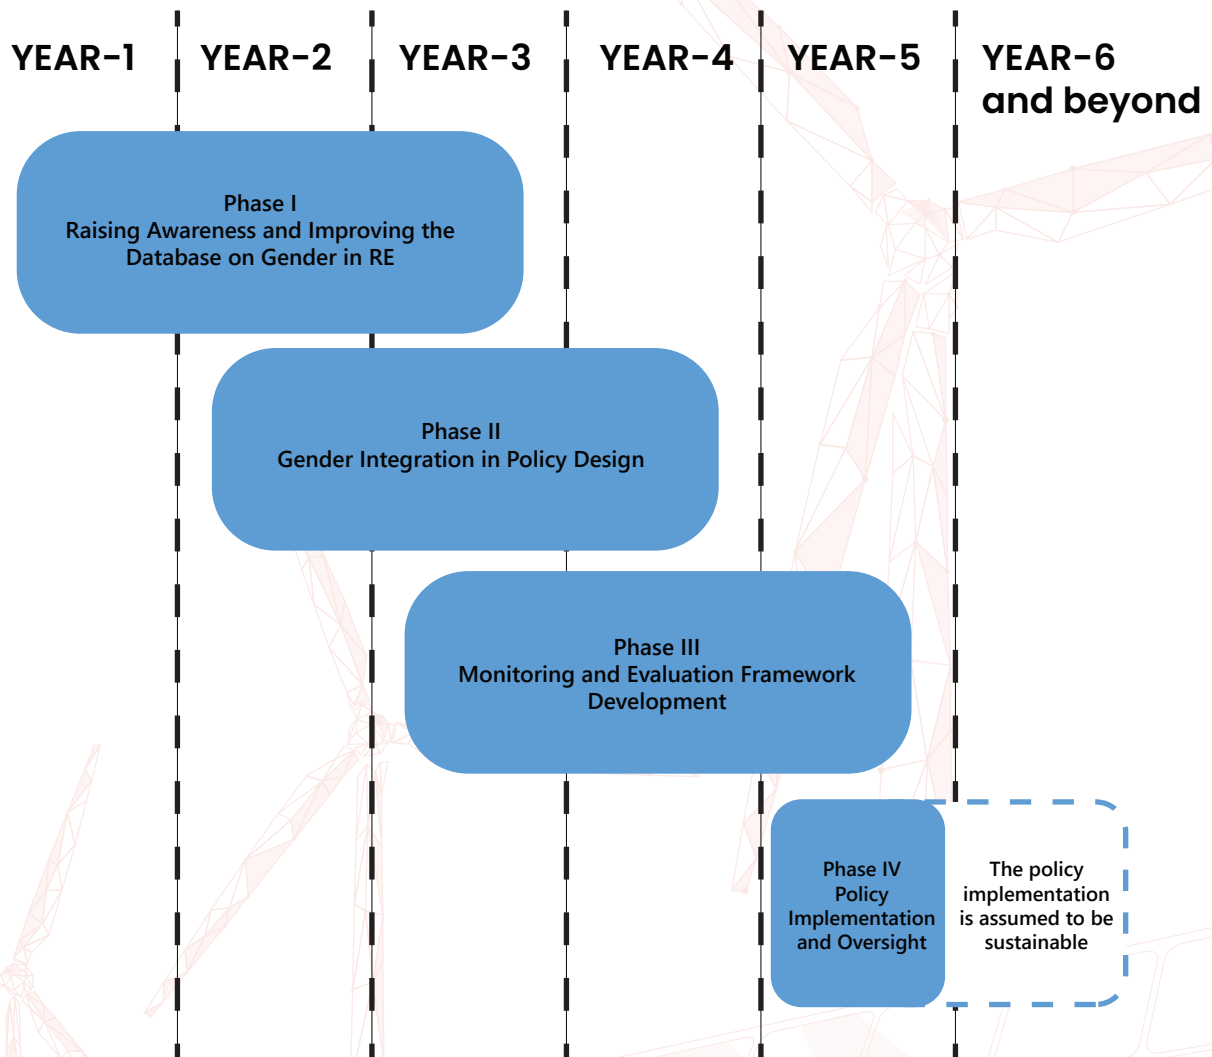 YEAR-1
YEAR-2
YEAR-3
YEAR-4
YEAR-5
YEAR-6
and beyond
Phase I
Raising Awareness and Improving the
Database on Gender in RE
Phase II
Gender Integration in Policy Design
Phase III
Monitoring and Evaluation Framework
Development
Phase IV
Policy
Implementation
and Oversight
The policy
implementation
is assumed to be
sustainable